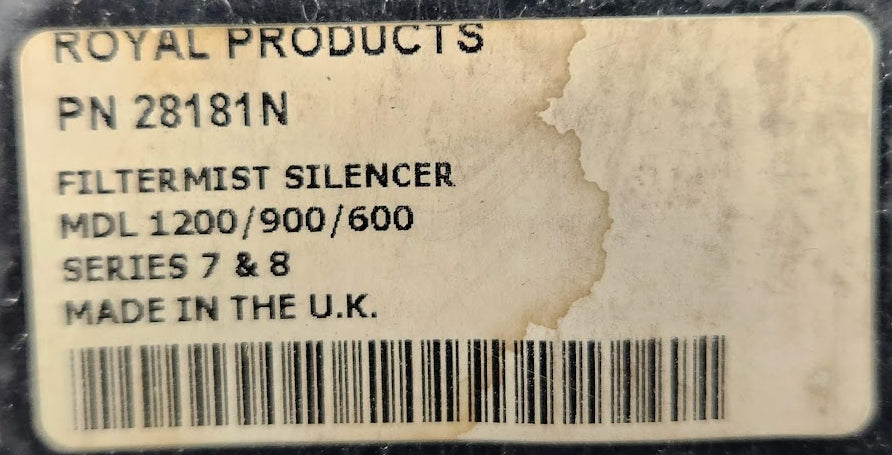 ROYAL PRODUCTS
PN 28181N
FILTERMIST SILENCER
MDL 1200/900/600
SERIES 7 & 8
MADE IN THE U.K.